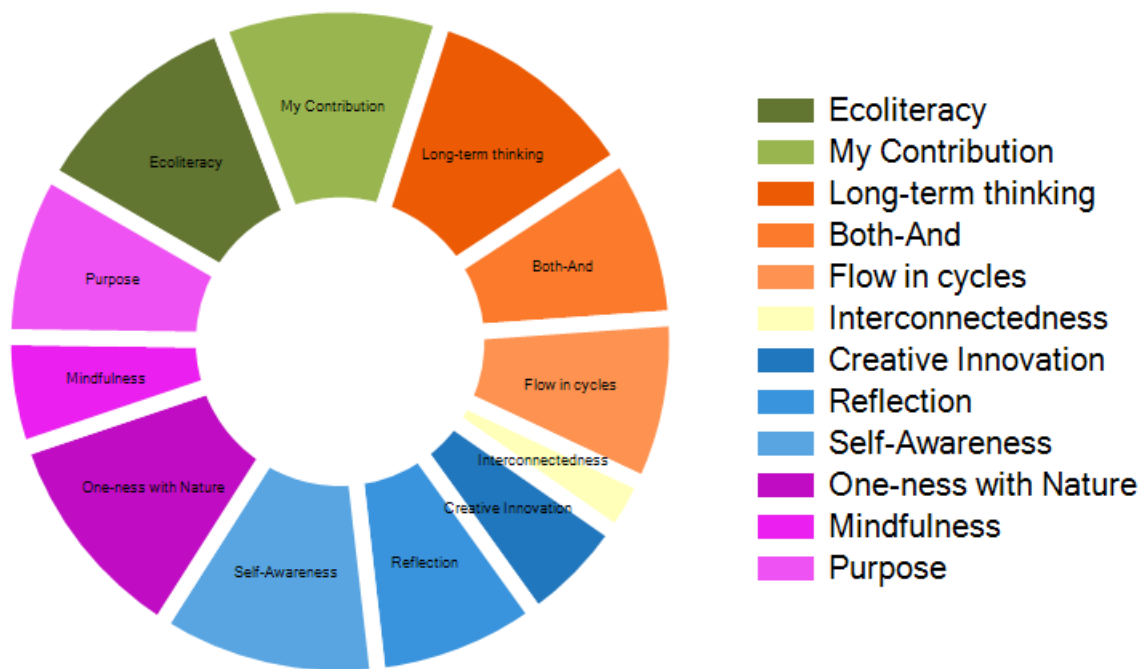 My Contribution
Ecoliteracy
Long-term thinking
Both-And
Purpose
Mindfulness
Flow in cycles
Interconnectedness
One-ness with Nature
Creative Innovation
Reflection
Self-Awareness
Ecoliteracy
My Contribution
Long-term thinking
Both-And
Flow in cycles
Interconnectedness
Creative Innovation
Reflection
Self-Awareness
One-ness with Nature
Mindfulness
Purpose